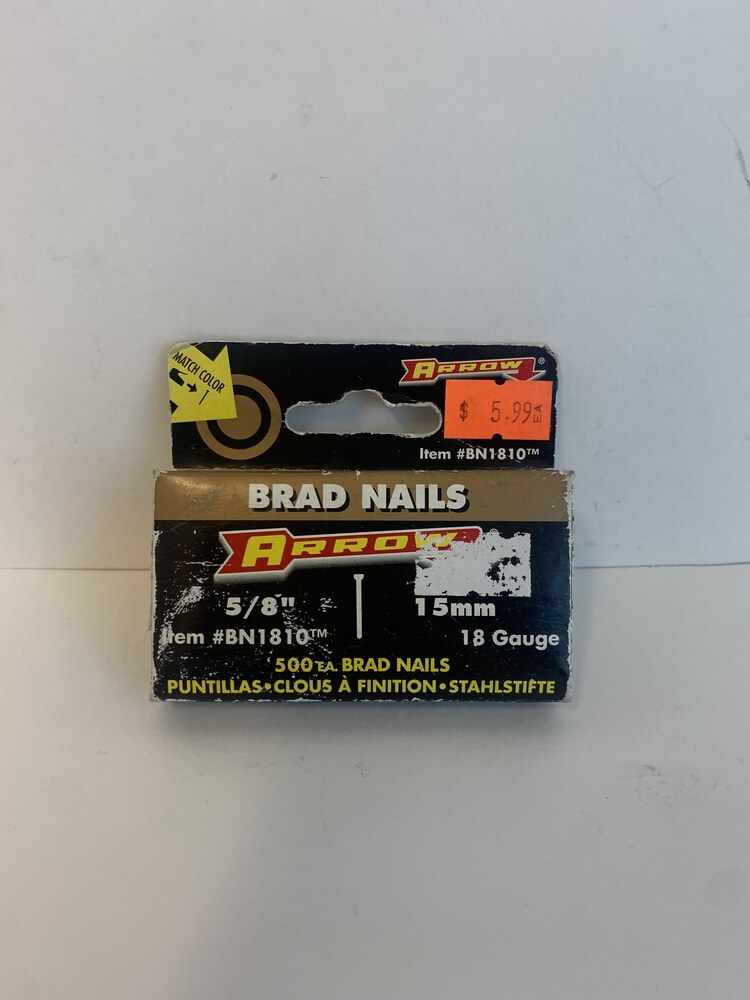 MATCH COLOR
ARROW®
$ 5.99 EA
Item #BN1810™
BRAD NAILS
ARROW
5/8" 15mm
Item #BN1810™ 18 Gauge
500 EA. BRAD NAILS
PUNTILLAS•CLOUS À FINITION•STAHLSTIFTE